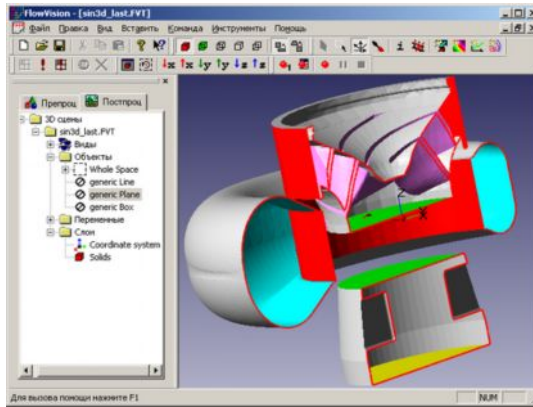 FlowVision - [sin3d_last.FVT]
Файл Правка Вид Вставить Команда Инструменты Помощь
Препроц Постпроц
3D сцены
sin3d_last.FVT
Виды
Объекты
Whole Space
generic Line
generic Plane
generic Box
Переменные
Слои
Coordinate system
Solids
Z
X
Для вызова помощи нажмите F1
NUM